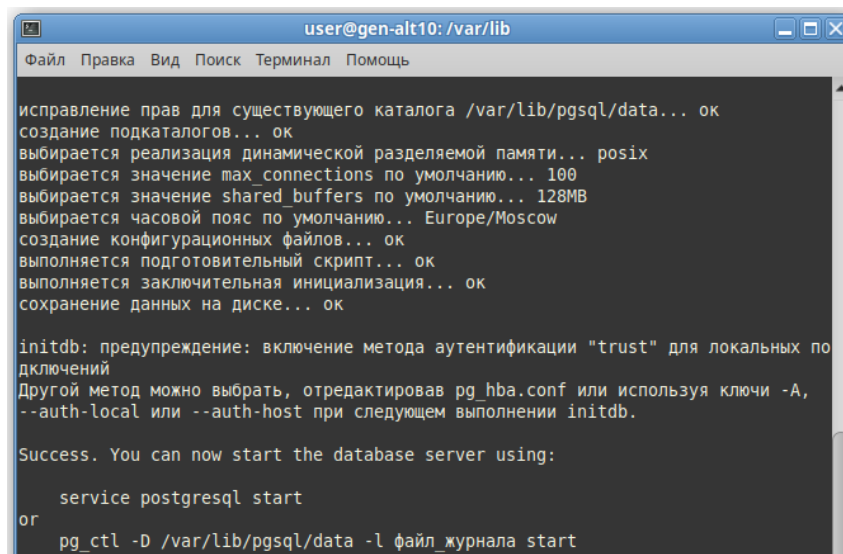 user@gen-alt10: /var/lib
Файл Правка Вид Поиск Терминал Помощь
исправление прав для существующего каталога /var/lib/pgsql/data... ок
создание подкаталогов... ок
выбирается реализация динамической разделяемой памяти... posix
выбирается значение max_connections по умолчанию... 100
выбирается значение shared_buffers по умолчанию... 128MB
выбирается часовой пояс по умолчанию... Europe/Moscow
создание конфигурационных файлов... ок
выполняется подготовительный скрипт... ок
выполняется заключительная инициализация... ок
сохранение данных на диске... ок
initdb: предупреждение: включение метода аутентификации "trust" для локальных по
дключений
Другой метод можно выбрать, отредактировав pg_hba.conf или используя ключи -A,
--auth-local или --auth-host при следующем выполнении initdb.
Success. You can now start the database server using:
service postgresql start
or
pg_ctl -D /var/lib/pgsql/data -l файл_журнала start